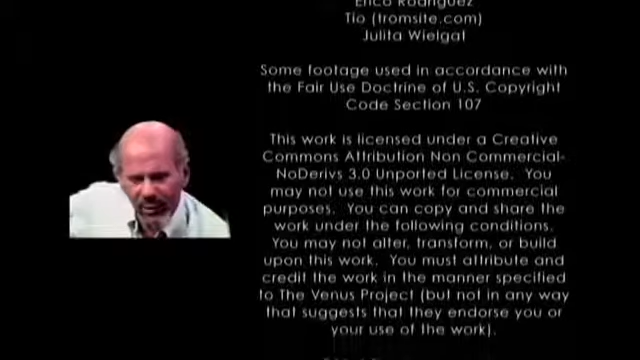 Erico Rodriguez
Tio (tromsite.com)
Julita Wielgat
Some footage used in accordance with
the Fair Use Doctrine of U.S. Copyright
Code Section 107
This work is licensed under a Creative
Commons Attribution Non Commercial-
NoDerivs 3.0 Unported License. You
may not use this work for commercial
purposes. You can copy and share the
work under the following conditions.
You may not alter, transform, or build
upon this work. You must attribute and
credit the work in the manner specified
to The Venus Project (but not in any way
that suggests that they endorse you or
your use of the work).